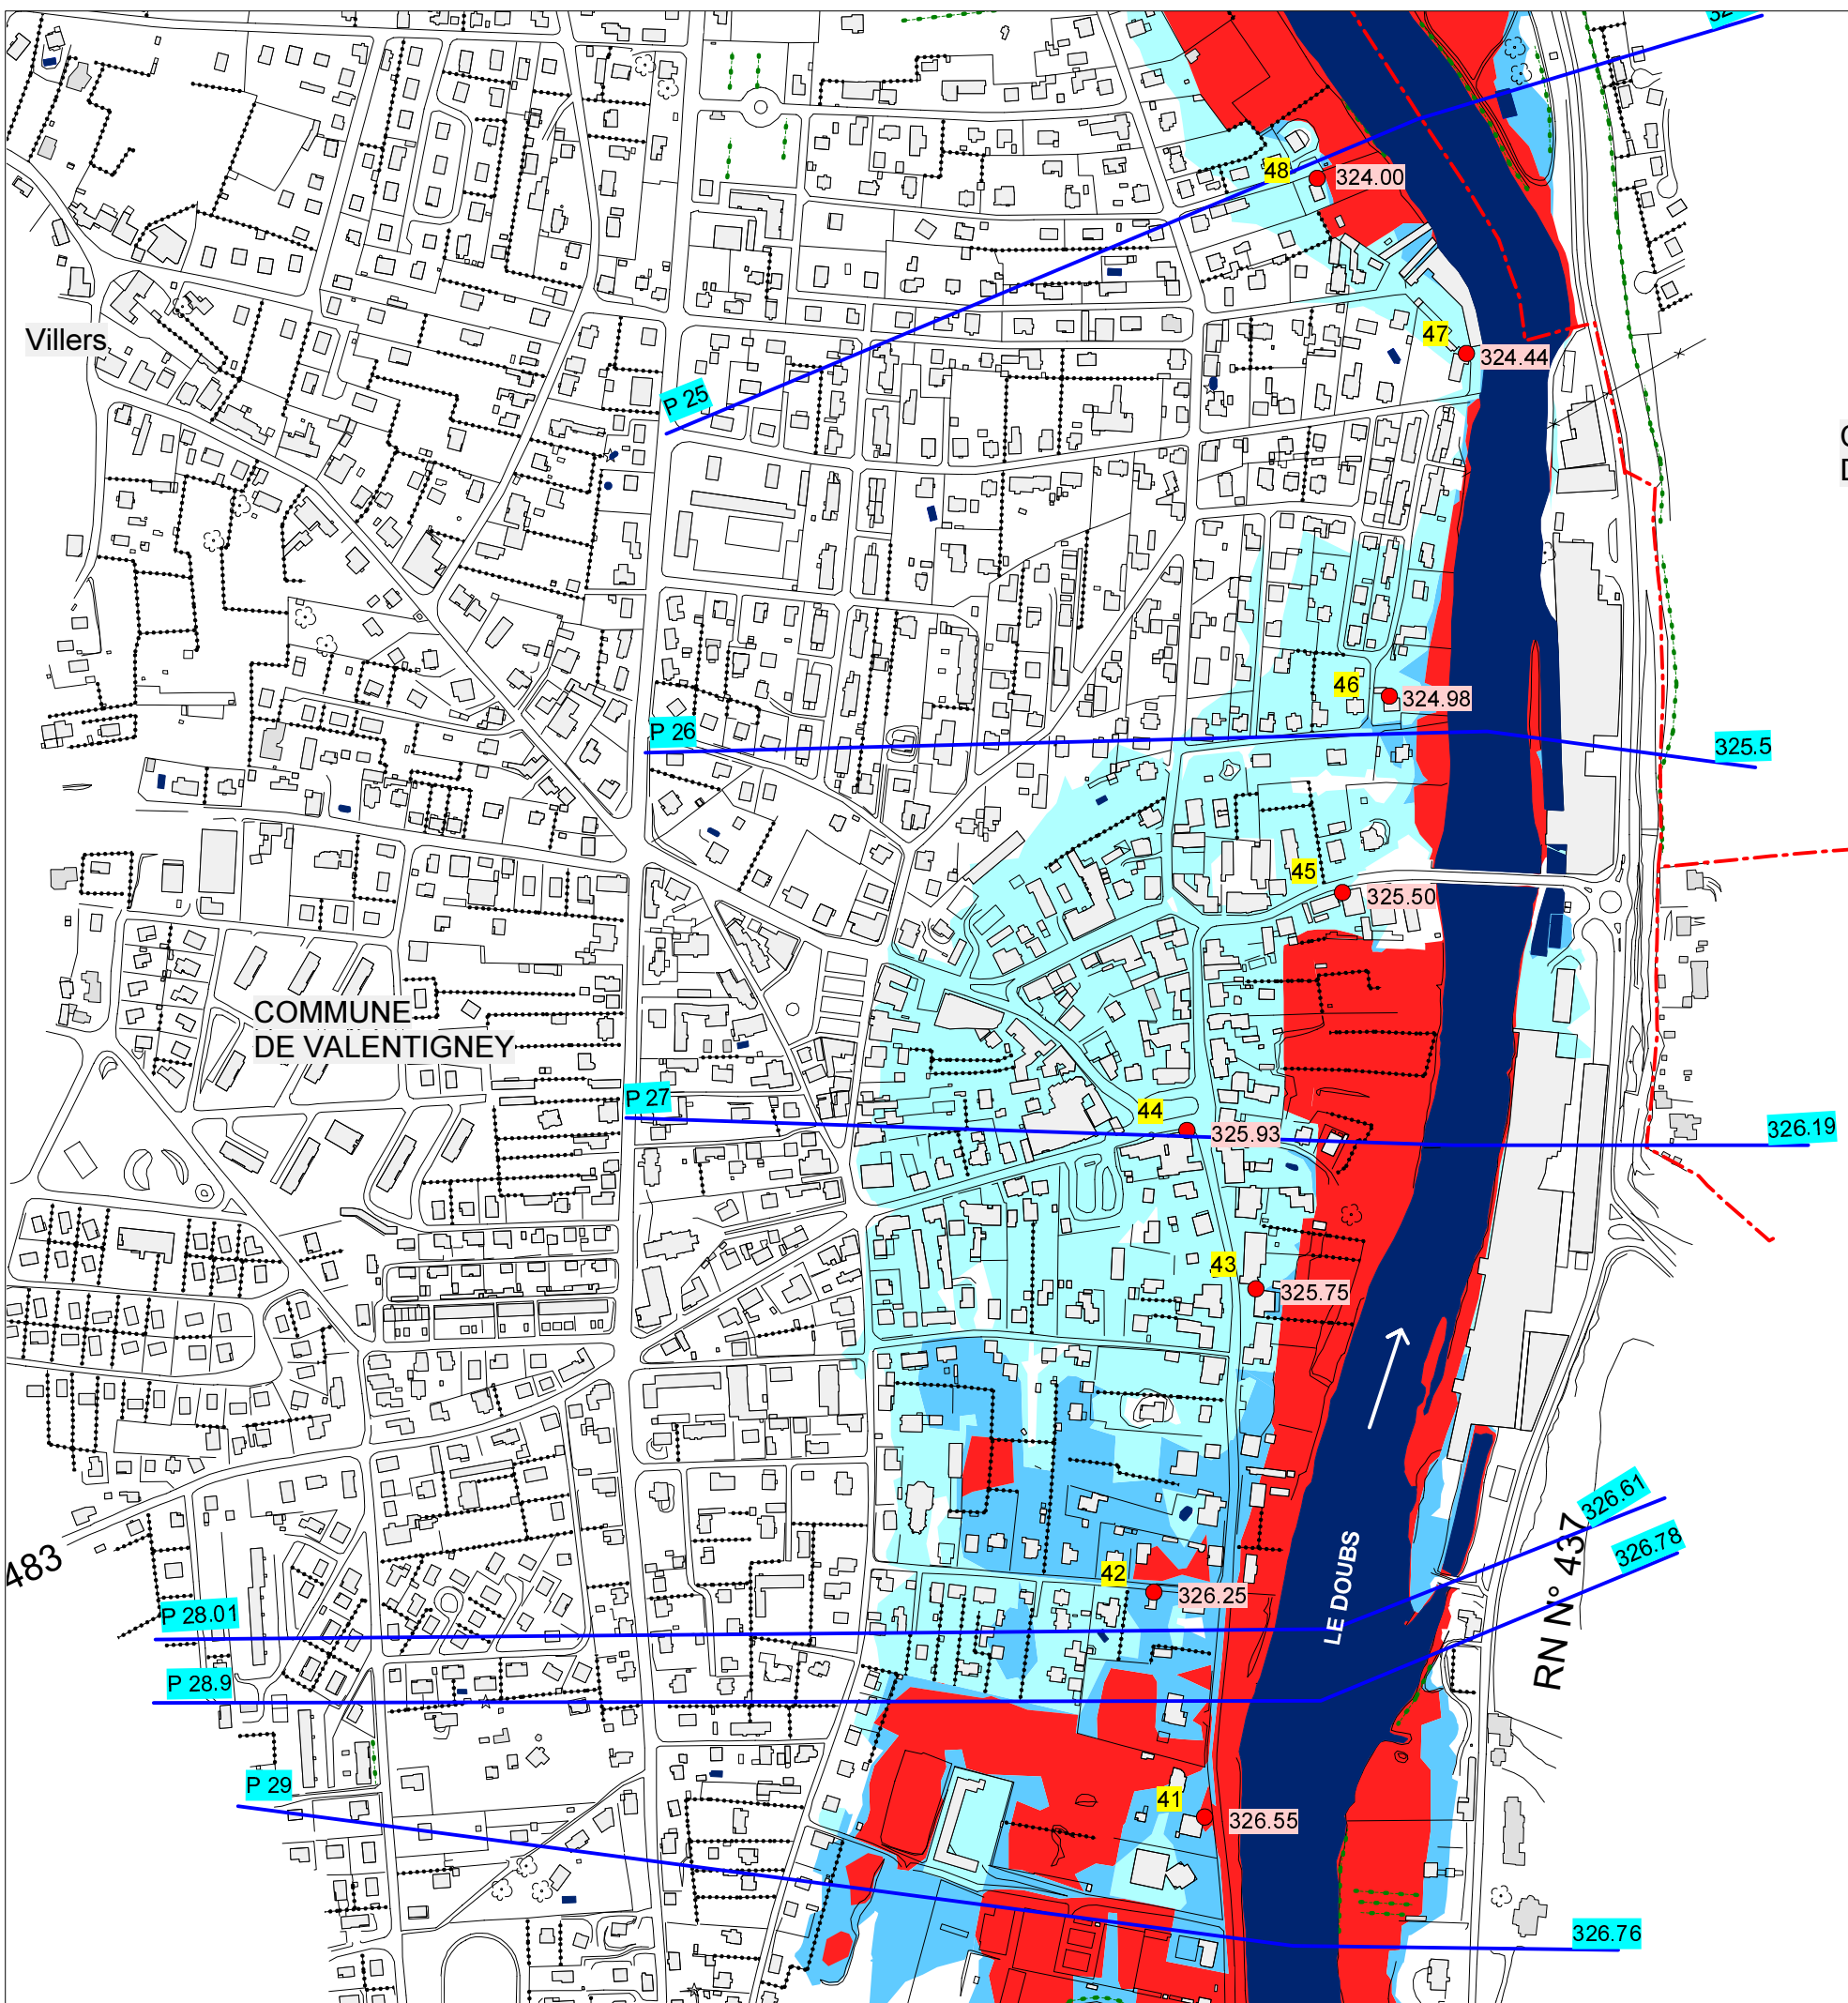 48
324.00
Villers
47
324.44
P 25
46
324.98
P 26
325.5
45
325.50
COMMUNE
DE VALENTIGNEY
P 27
44
325.93
326.19
43
325.75
326.61
326.78
483
42
326.25
LE DOUBS
RN N° 437
P 28.01
P 28.9
P 29
41
326.55
326.76